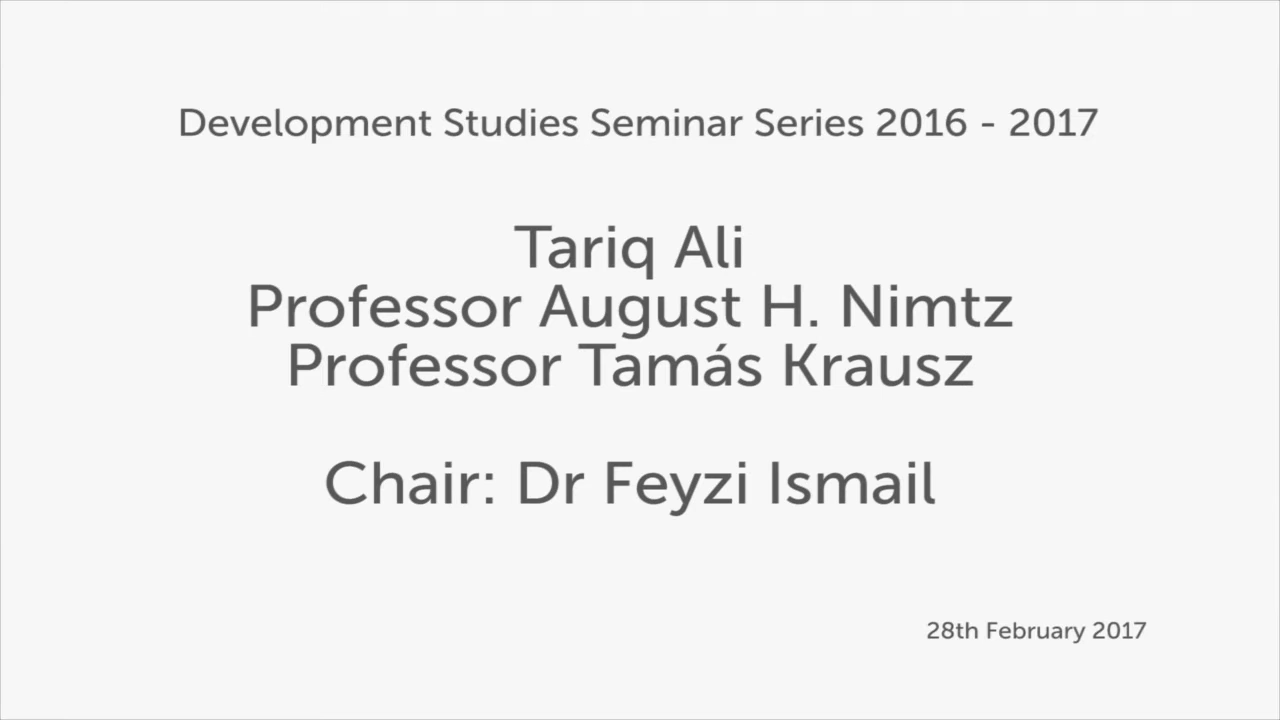 Development Studies Seminar Series 2016 - 2017
Tariq Ali
Professor August H. Nimtz
Professor Tamás Krausz
Chair: Dr Feyzi Ismail
28th February 2017